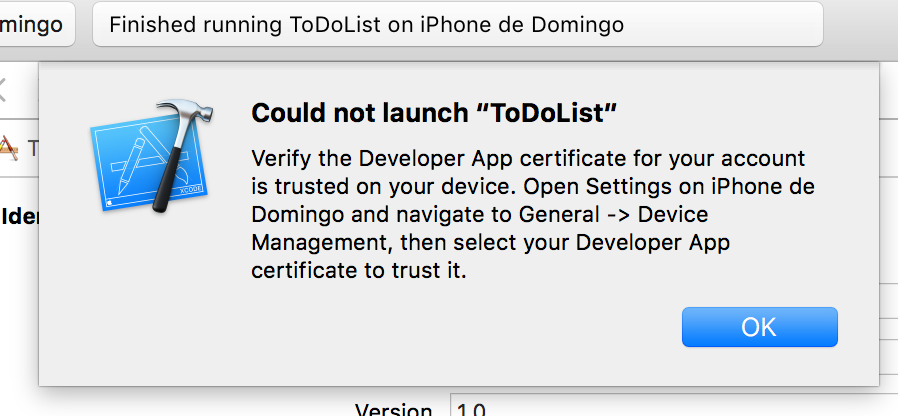 mingo
Finished running ToDoList on iPhone de Domingo
Could not launch “ToDoList”
Verify the Developer App certificate for your account
is trusted on your device. Open Settings on iPhone de
Domingo and navigate to General -> Device
Management, then select your Developer App
certificate to trust it.
XCODE
T
Iden
OK
Version
1.0